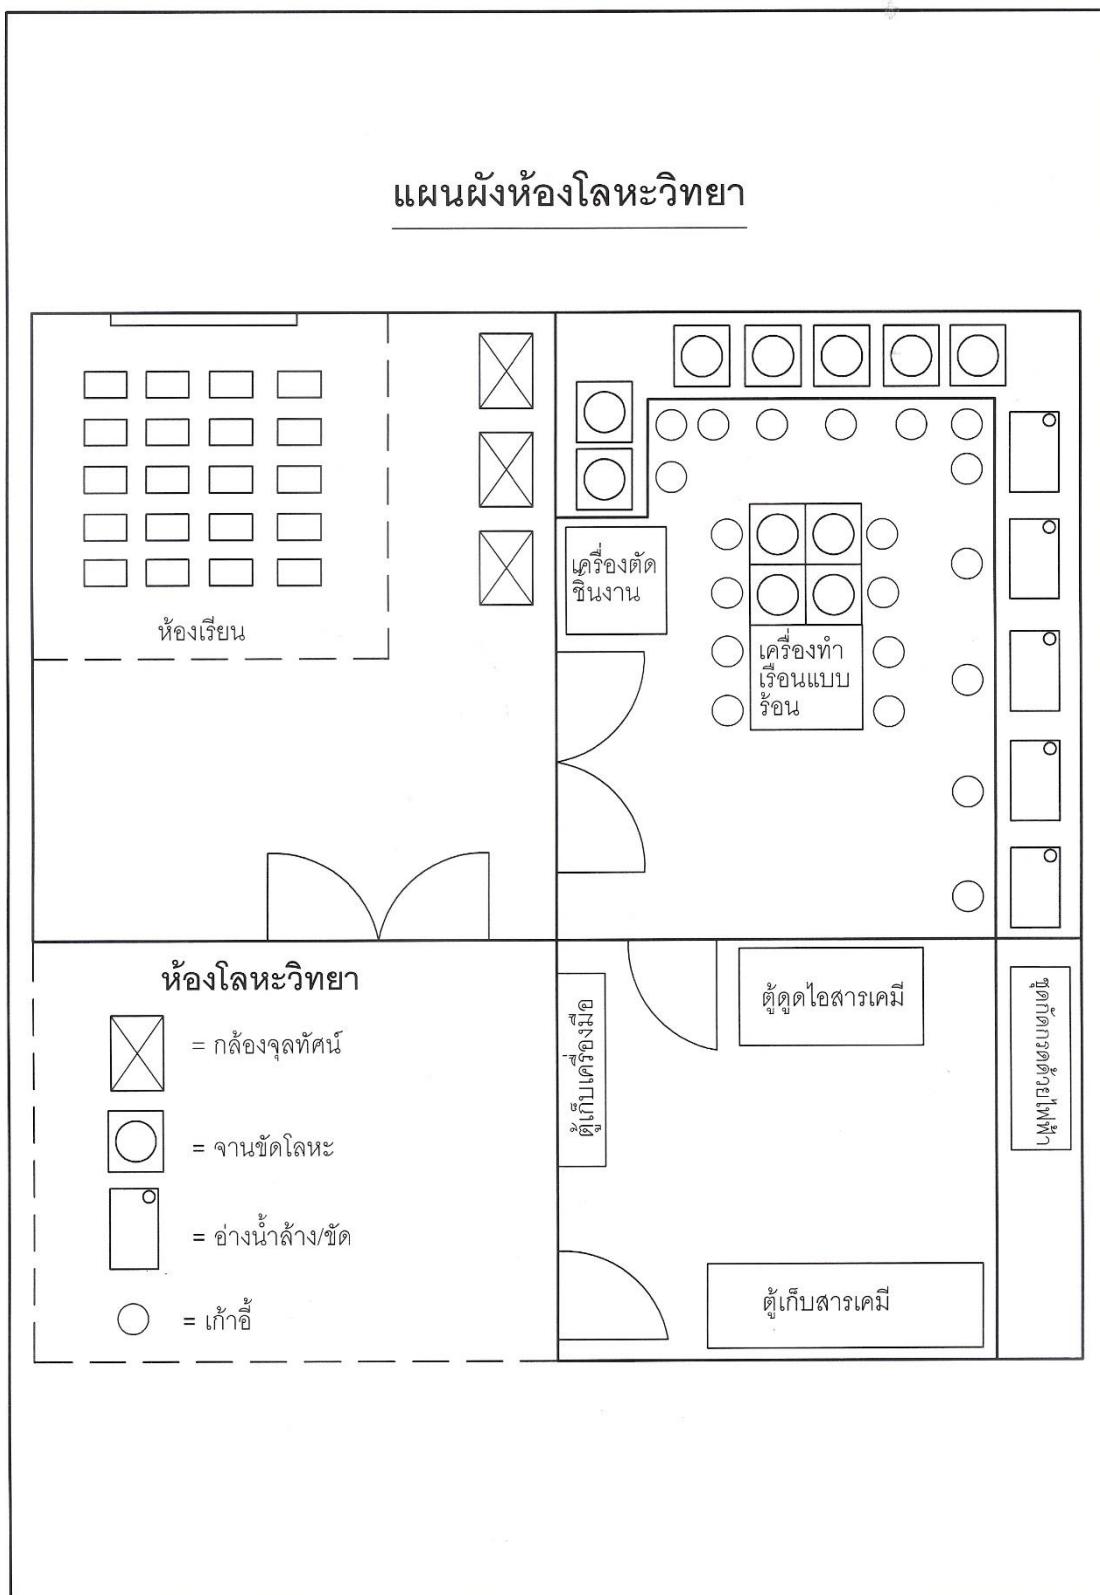 แผนผังห้องโลหะวิทยา
เครื่องตัด
ชิ้นงาน
ห้องเรียน
เครื่องทำ
เรือนแบบ
ร้อน
ห้องโลหะวิทยา
= กล้องจุลทัศน์
= จานขัดโลหะ
= อ่างน้ำล้าง/ขัด
= เก้าอี้
ตู้เก็บเครื่องมือ
ตู้ดูดไอสารเคมี
ชุดกัดกรดด้วยไฟฟ้า
ตู้เก็บสารเคมี